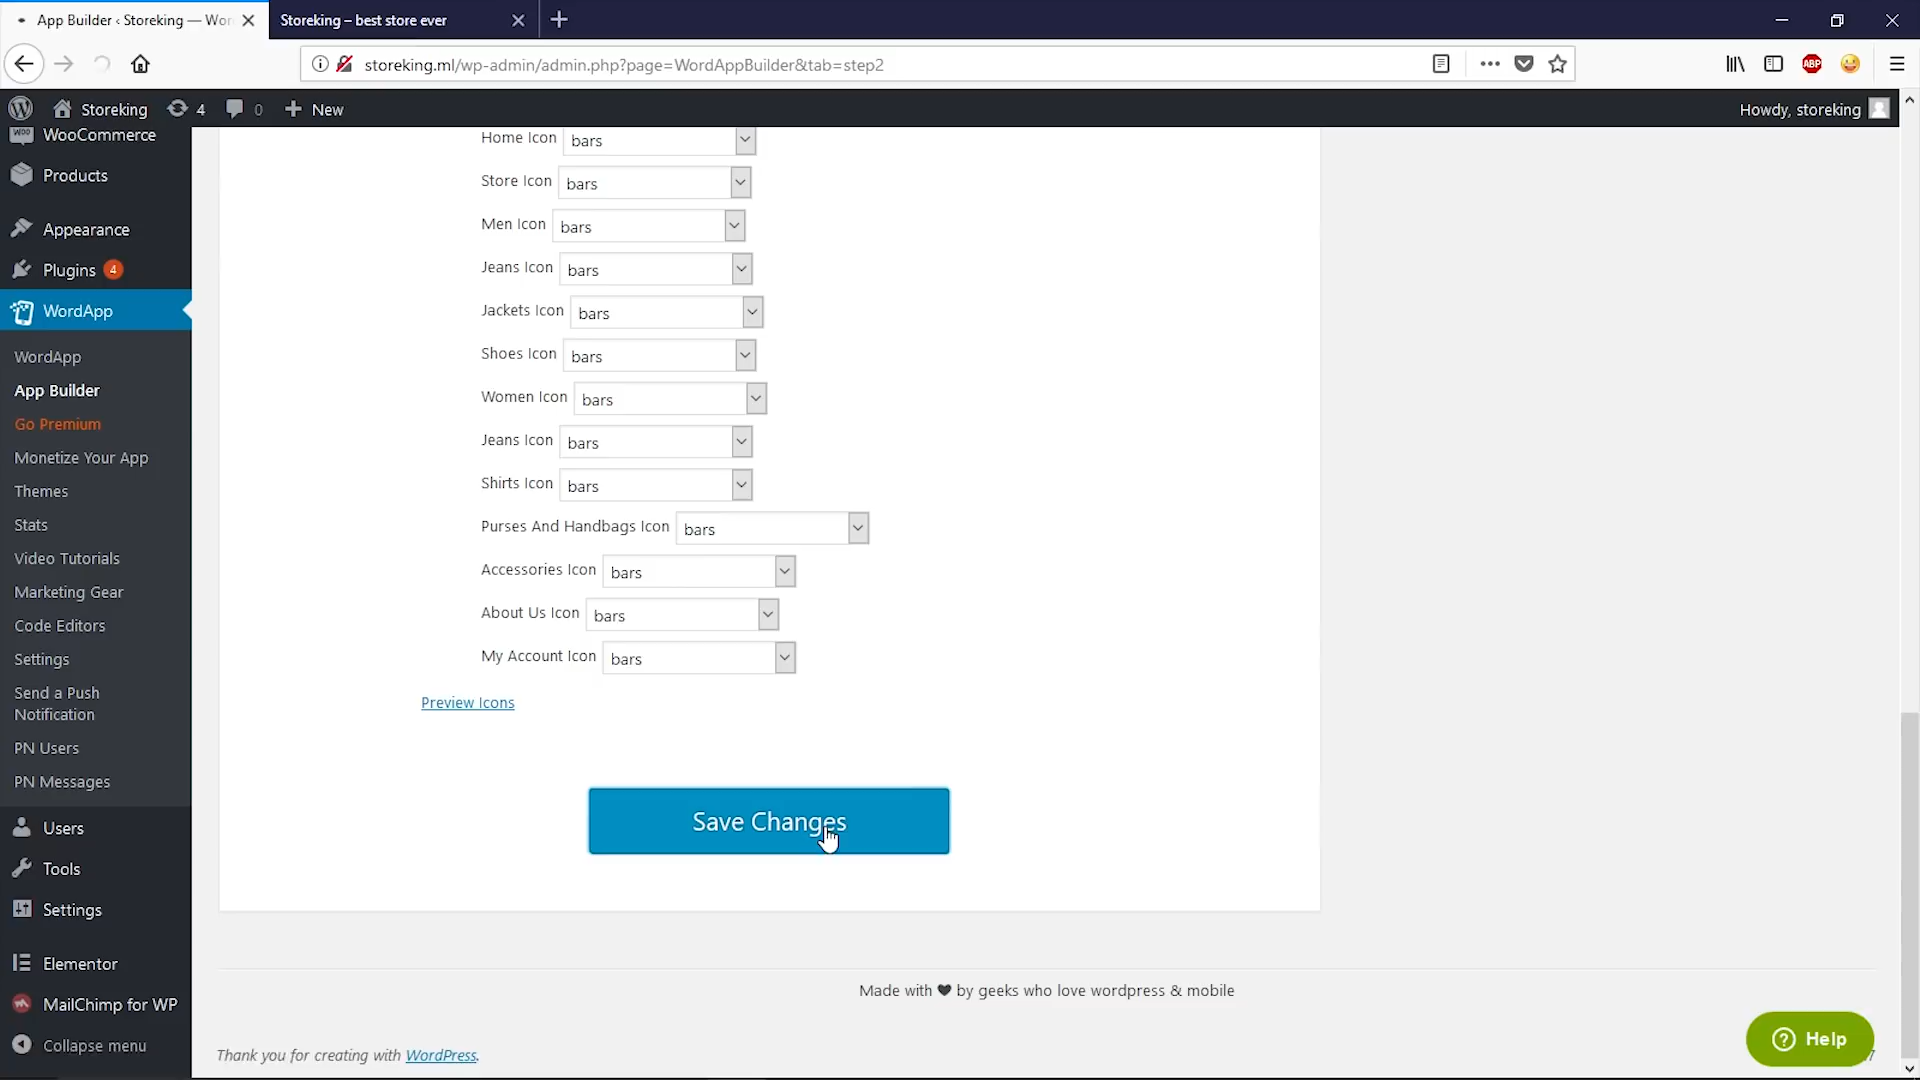 App Builder ‹ Storeking — Wor
Storeking – best store ever
storeking.ml/wp-admin/admin.php?page=WordAppBuilder&tab=step2
ABP
Storeking
4
0
New
Howdy, storeking
WOO
WooCommerce
Products
Appearance
Plugins 4
WordApp
WordApp
App Builder
Go Premium
Monetize Your App
Themes
Stats
Video Tutorials
Marketing Gear
Code Editors
Settings
Send a Push
Notification
PN Users
PN Messages
Users
Tools
Settings
Elementor
MailChimp for WP
Collapse menu
Home Icon bars
Store Icon bars
Men Icon bars
Jeans Icon bars
Jackets Icon bars
Shoes Icon bars
Women Icon bars
Jeans Icon bars
Shirts Icon bars
Purses And Handbags Icon bars
Accessories Icon bars
About Us Icon bars
My Account Icon bars
Preview Icons
Save Changes
Made with ❤ by geeks who love wordpress & mobile
Thank you for creating with WordPress.
Help